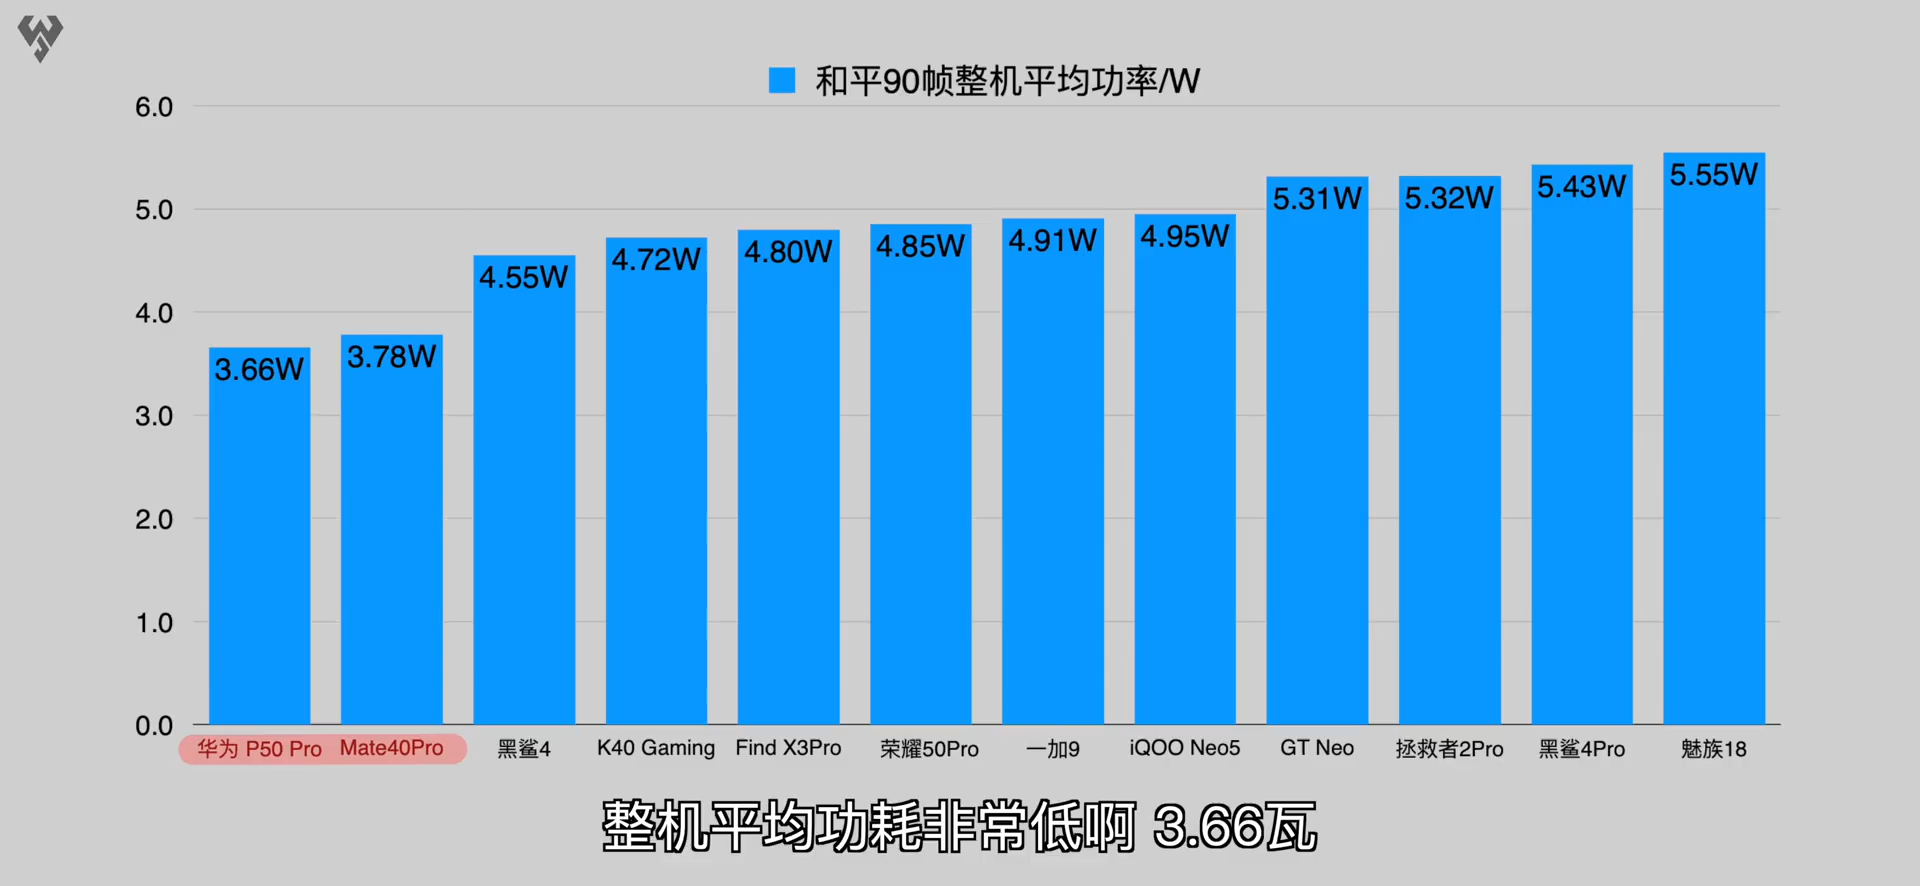 和平90帧整机平均功率/W
6.0
5.0
4.0
3.0
2.0
1.0
0.0
3.66W 3.78W 4.55W 4.72W 4.80W 4.85W 4.91W 4.95W 5.31W 5.32W 5.43W 5.55W
华为 P50 Pro Mate40Pro 黑鲨4 K40 Gaming Find X3Pro 荣耀50Pro 一加9 iQOO Neo5 GT Neo 拯救者2Pro 黑鲨4Pro 魅族18
整机平均功耗非常低啊 3.66瓦